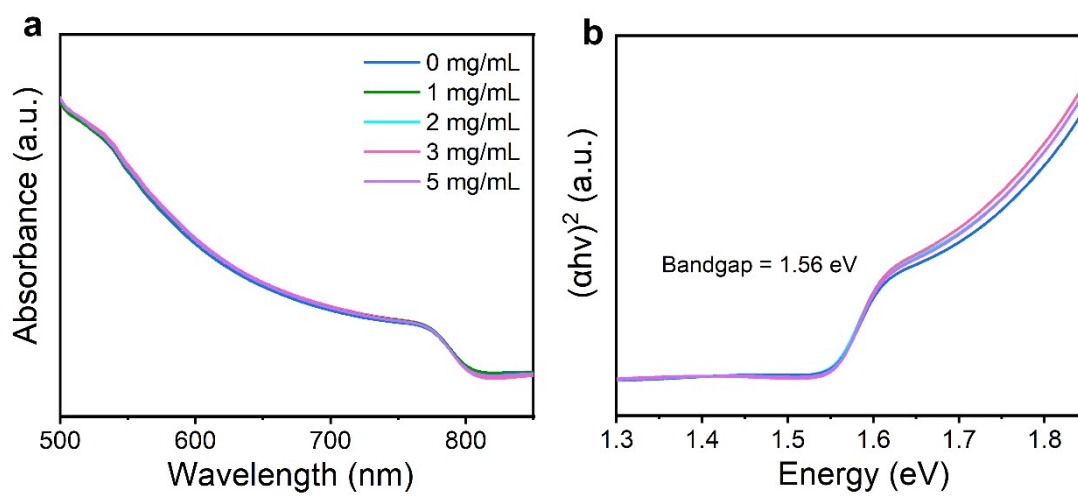 a
0 mg/mL
1 mg/mL
2 mg/mL
3 mg/mL
5 mg/mL
Absorbance (a.u.)
500 600 700 800
Wavelength (nm)
b
Bandgap = 1.56 eV
(αhv)²  (a.u.)
1.3 1.4 1.5 1.6 1.7 1.8
Energy (eV)